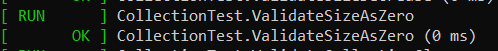 [ RUN      ] CollectionTest.ValidateSizeAsZero
[       OK ] CollectionTest.ValidateSizeAsZero (0 ms)